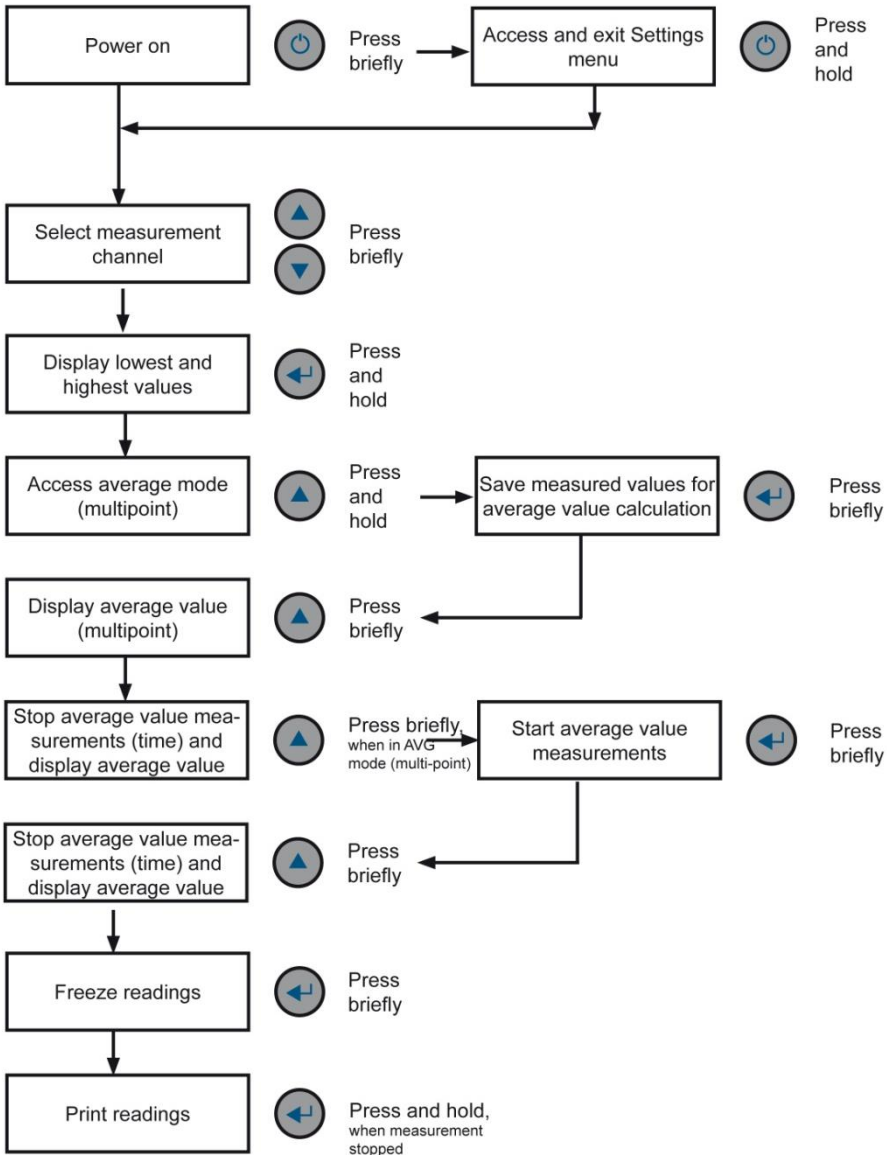 Power on
Press
briefly
Access and exit Settings
menu
Press
and
hold
Select measurement
channel
Press
briefly
Display lowest and
highest values
Press
and
hold
Access average mode
(multipoint)
Press
and
hold
Save measured values for
average value calculation
Press
briefly
Display average value
(multipoint)
Press
briefly
Stop average value mea-
surements (time) and
display average value
Press briefly,
when in AVG
mode (multi-point)
Start average value
measurements
Press
briefly
Stop average value mea-
surements (time) and
display average value
Press
briefly
Freeze readings
Press
briefly
Print readings
Press and hold,
when measurement
stopped